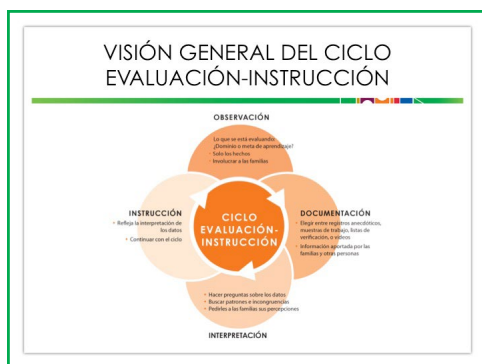 VISIÓN GENERAL DEL CICLO
EVALUACIÓN-INSTRUCCIÓN
OBSERVACIÓN
Lo que se está evaluando:
¿Dominio o meta de aprendizaje?
• Solo los hechos
• Involucrar a las familias
INSTRUCCIÓN
• Refleja la interpretación de
los datos
• Continuar con el ciclo
CICLO
EVALUACIÓN-
INSTRUCCIÓN
DOCUMENTACIÓN
• Elegir entre registros anecdóticos,
muestras de trabajo, listas de
verificación, o videos
• Información aportada por las
familias y otras personas
• Hacer preguntas sobre los datos
• Buscar patrones e incongruencias
• Pedirles a las familias sus percepciones
INTERPRETACIÓN